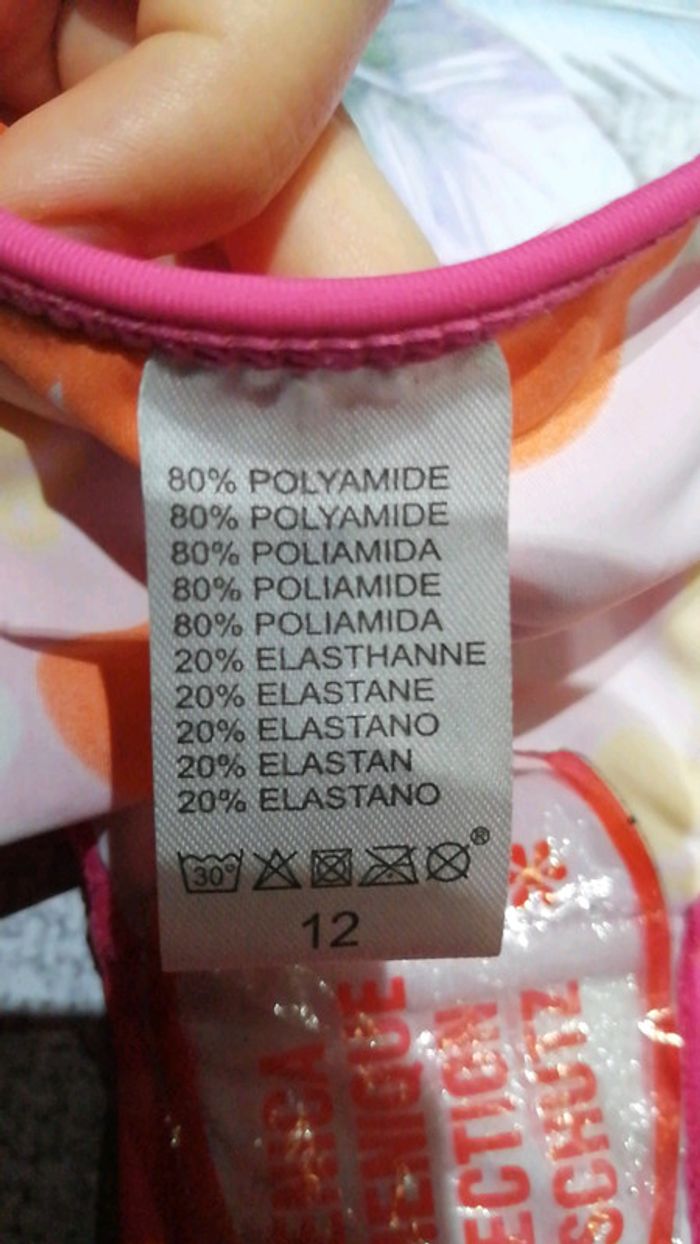 80% POLYAMIDE
80% POLYAMIDE
80% POLIAMIDA
80% POLIAMIDE
80% POLIAMIDA
20% ELASTHANNE
20% ELASTANE
20% ELASTANO
20% ELASTAN
20% ELASTANO
30°
®
12